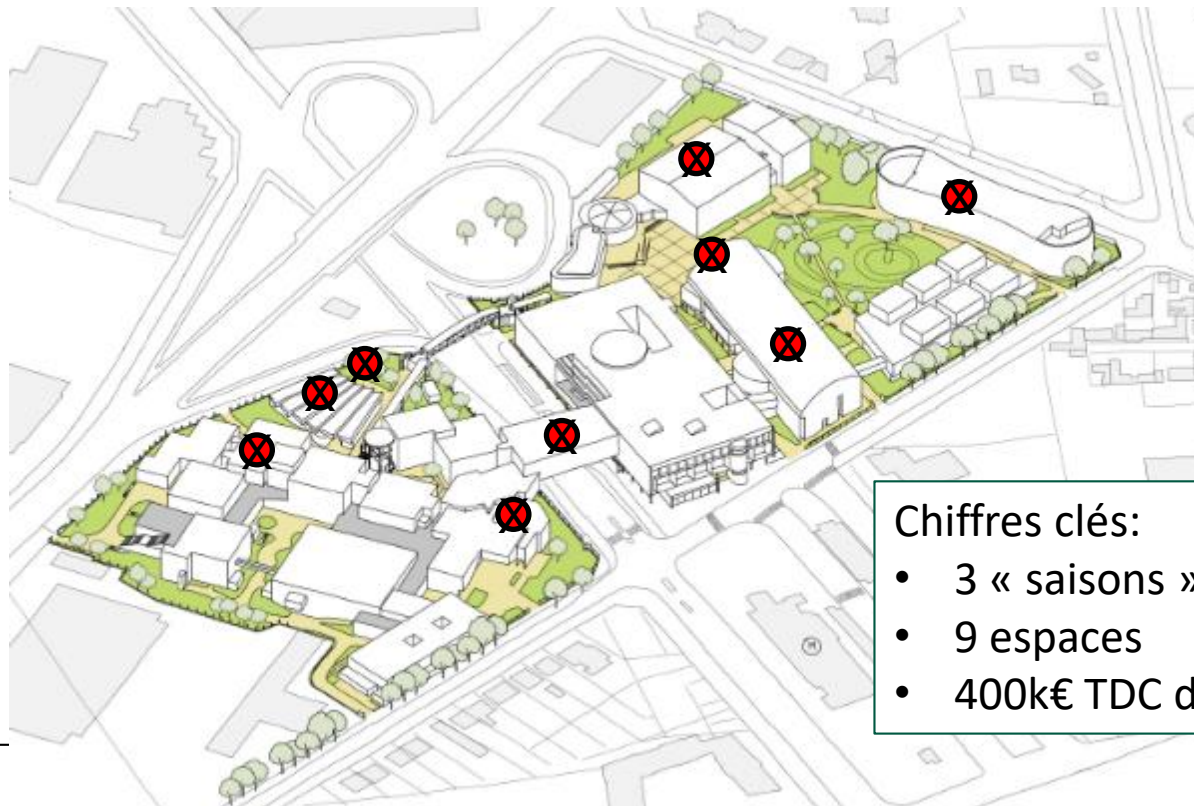 X
X
X
X
X
X
X
X
X
Chiffres clés:
• 3 « saisons »
• 9 espaces
• 400k€ TDC d